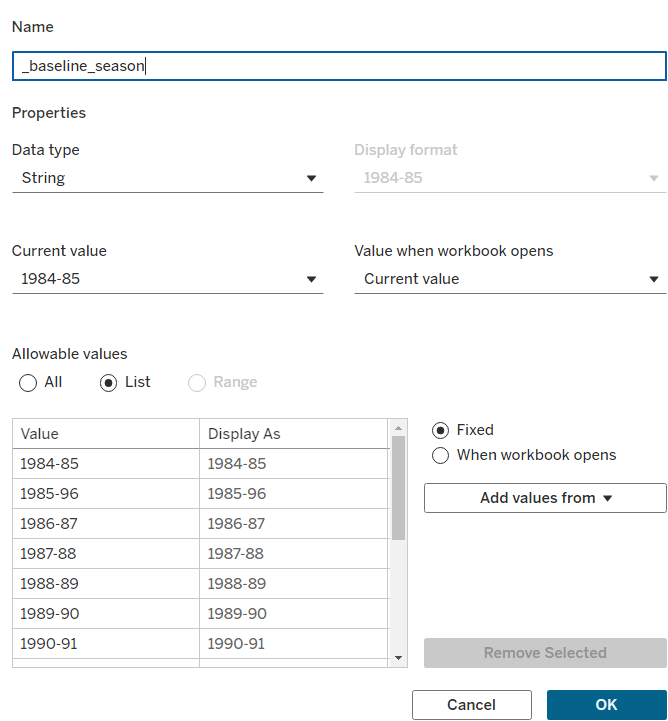 Name
_baseline_season
Properties
Data type Display format
String 1984-85
Current value Value when workbook opens
1984-85 Current value
Allowable values
All List Range
Value Display As
1984-85 1984-85
1985-96 1985-96
1986-87 1986-87
1987-88 1987-88
1988-89 1988-89
1989-90 1989-90
1990-91 1990-91
Fixed
When workbook opens
Add values from
Remove Selected
Cancel OK